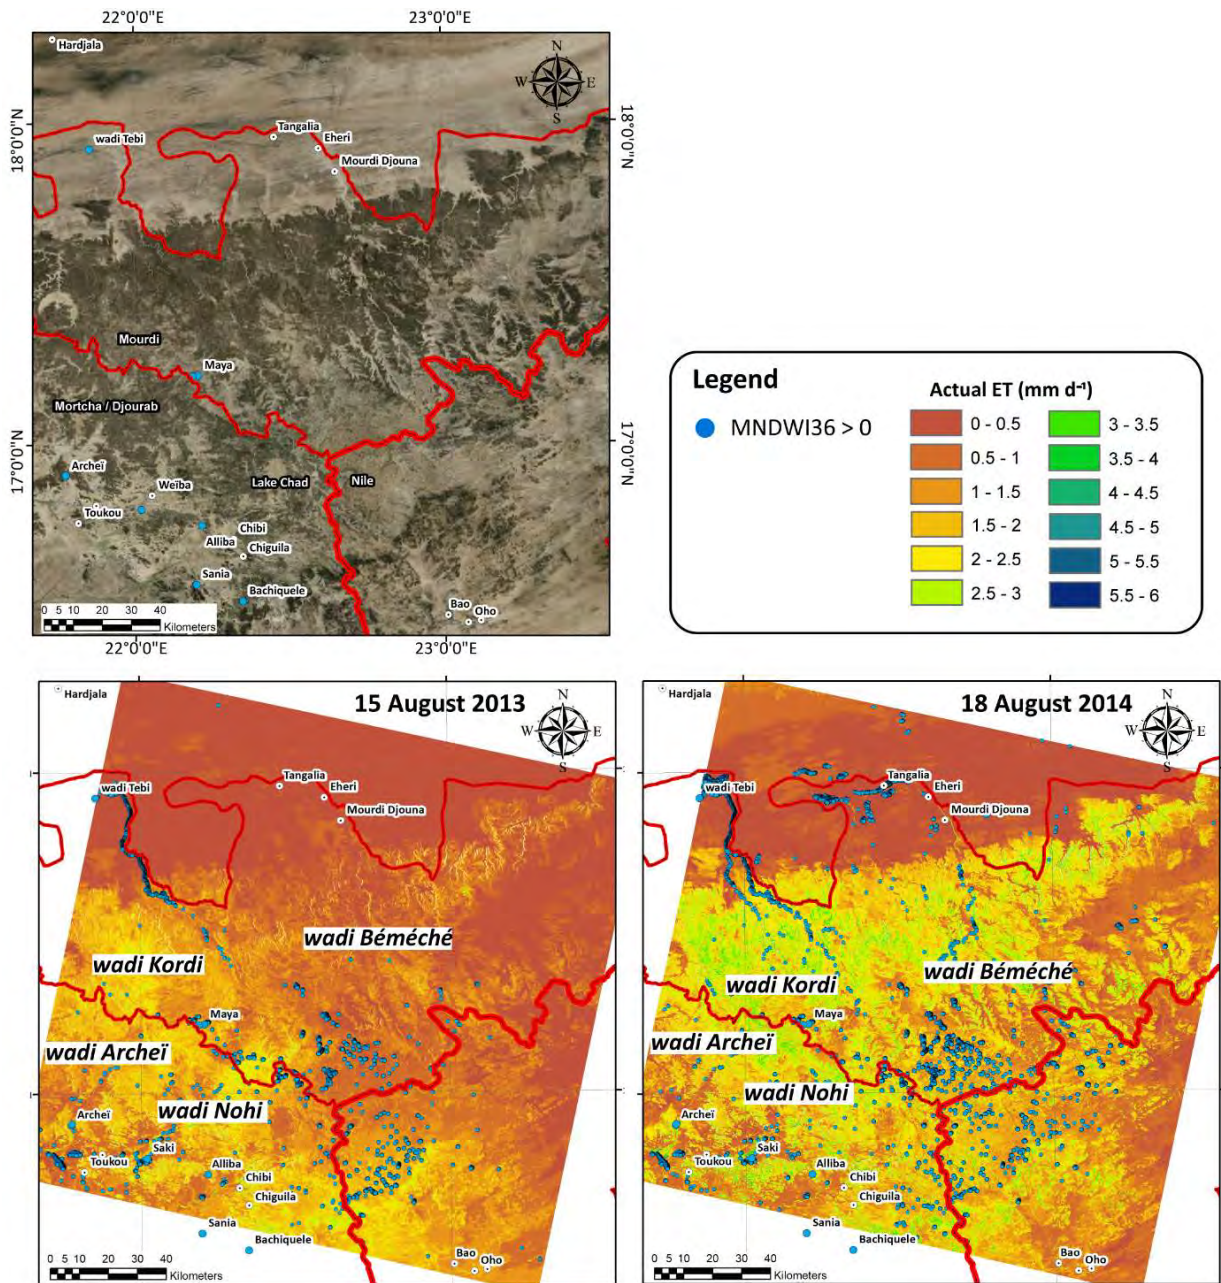 22°0'0"E
23°0'0"E
Hardjala
N
W
E
S
18°0'0"N
18°0'0"N
wadi Tebi
Tangalia
Eheri
Mourdi Djouna
Mourdi
Maya
Mortcha / Djourab
17°0'0"N
17°0'0"N
Archeï
Weïba
Lake Chad
Nile
Toukou
Chibi
Alliba
Chiguila
Sania
Bachiquele
Bao
Oho
0 5 10 20 30 40
Kilometers
22°0'0"E
23°0'0"E
Legend
MNDWI36 > 0
Actual ET (mm d⁻¹)
0 - 0.5
0.5 - 1
1 - 1.5
1.5 - 2
2 - 2.5
2.5 - 3
3 - 3.5
3.5 - 4
4 - 4.5
4.5 - 5
5 - 5.5
5.5 - 6
Hardjala
15 August 2013
N
W
E
S
wadi Tebi
Tangalia
Eheri
Mourdi Djouna
wadi Béméché
wadi Kordi
Maya
wadi Archeï
wadi Nohi
Archeï
Saki
Toukou
Alliba
Chibi
Chiguila
Sania
Bachiquele
Bao
Oho
0 5 10 20 30 40
Kilometers
Hardjala
18 August 2014
N
W
E
S
wadi Tebi
Tangalia
Eheri
Mourdi Djouna
wadi Béméché
wadi Kordi
Maya
wadi Archeï
wadi Nohi
Archeï
Saki
Toukou
Alliba
Chibi
Chiguila
Sania
Bachiquele
Bao
Oho
0 5 10 20 30 40
Kilometers